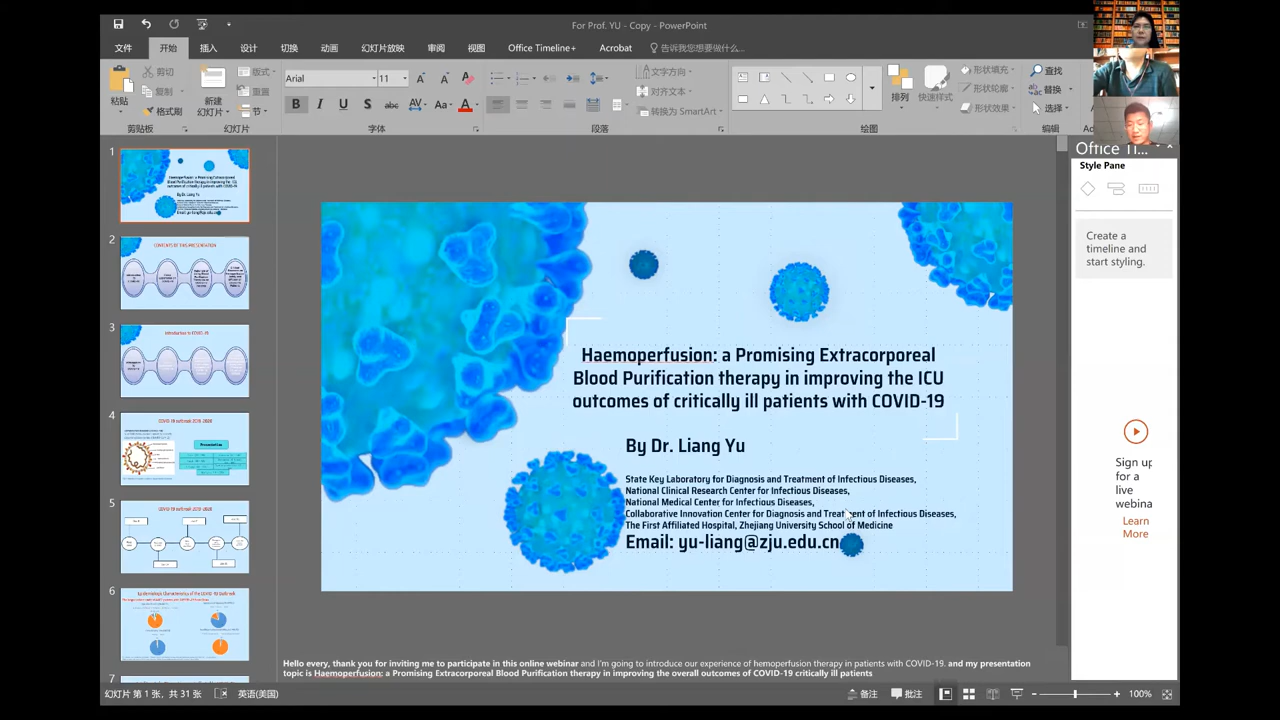 For Prof. YU - Copy - PowerPoint
文件 开始 插入 设计 切换 动画 幻灯片放映 审阅 视图 Office Timeline+ Acrobat 告诉我您想要做什么...
粘贴
剪切
复制
格式刷
剪贴板
新建
幻灯片
版式
重置
节
幻灯片
Arial 11
字体
文字方向
对齐文本
转换为 SmartArt
段落
排列
快速样式
形状填充
形状轮廓
形状效果
绘图
查找
替换
选择
编辑
1
2
CONTENTS OF THIS PRESENTATION
3
Introduction to COVID-19
4
COVID-19 outbreak 2019-2020
Presentation
5
COVID-19 outbreak 2019-2020
6
Epidemiologic Characteristics of the COVID-19 Outbreak
7
Haemoperfusion: a Promising Extracorporeal
Blood Purification therapy in improving the ICU
outcomes of critically ill patients with COVID-19
By Dr. Liang Yu
State Key Laboratory for Diagnosis and Treatment of Infectious Diseases,
National Clinical Research Center for Infectious Diseases,
National Medical Center for Infectious Diseases,
Collaborative Innovation Center for Diagnosis and Treatment of Infectious Diseases,
The First Affiliated Hospital, Zhejiang University School of Medicine
Email: yu-liang@zju.edu.cn
Office Ti...
Style Pane
Create a
timeline and
start styling.
Sign up
for a
live
webina
Learn
More
Hello every, thank you for inviting me to participate in this online webinar and I'm going to introduce our experience of hemoperfusion therapy in patients with COVID-19. and my presentation
topic is Haemoperfusion: a Promising Extracorporeal Blood Purification therapy in improving the overall outcomes of COVID-19 critically ill patients
幻灯片 第 1 张，共 31 张 英语(美国) 备注 批注 100%